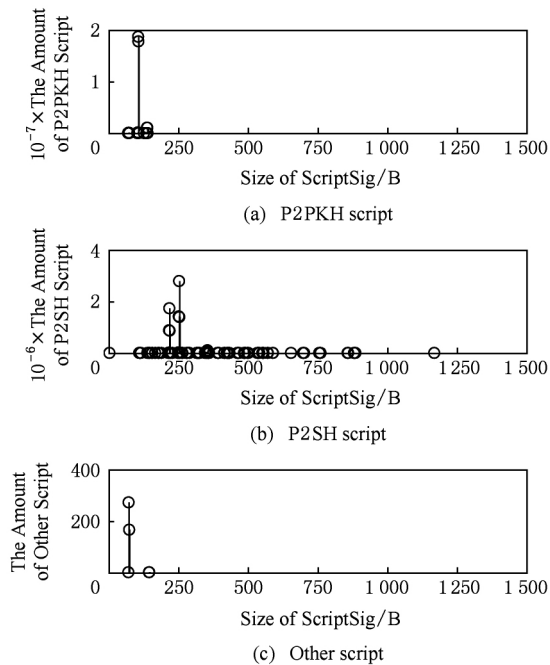 2
1
0
250
500
750
1 000
1 250
1 500
10⁻⁷×The Amount
of P2PKH Script
Size of ScriptSig/B
(a) P2PKH script
4
2
0
250
500
750
1 000
1 250
1 500
10⁻⁶×The Amount
of P2SH Script
Size of ScriptSig/B
(b) P2SH script
400
200
0
250
500
750
1 000
1 250
1 500
The Amount
of Other Script
Size of ScriptSig/B
(c) Other script